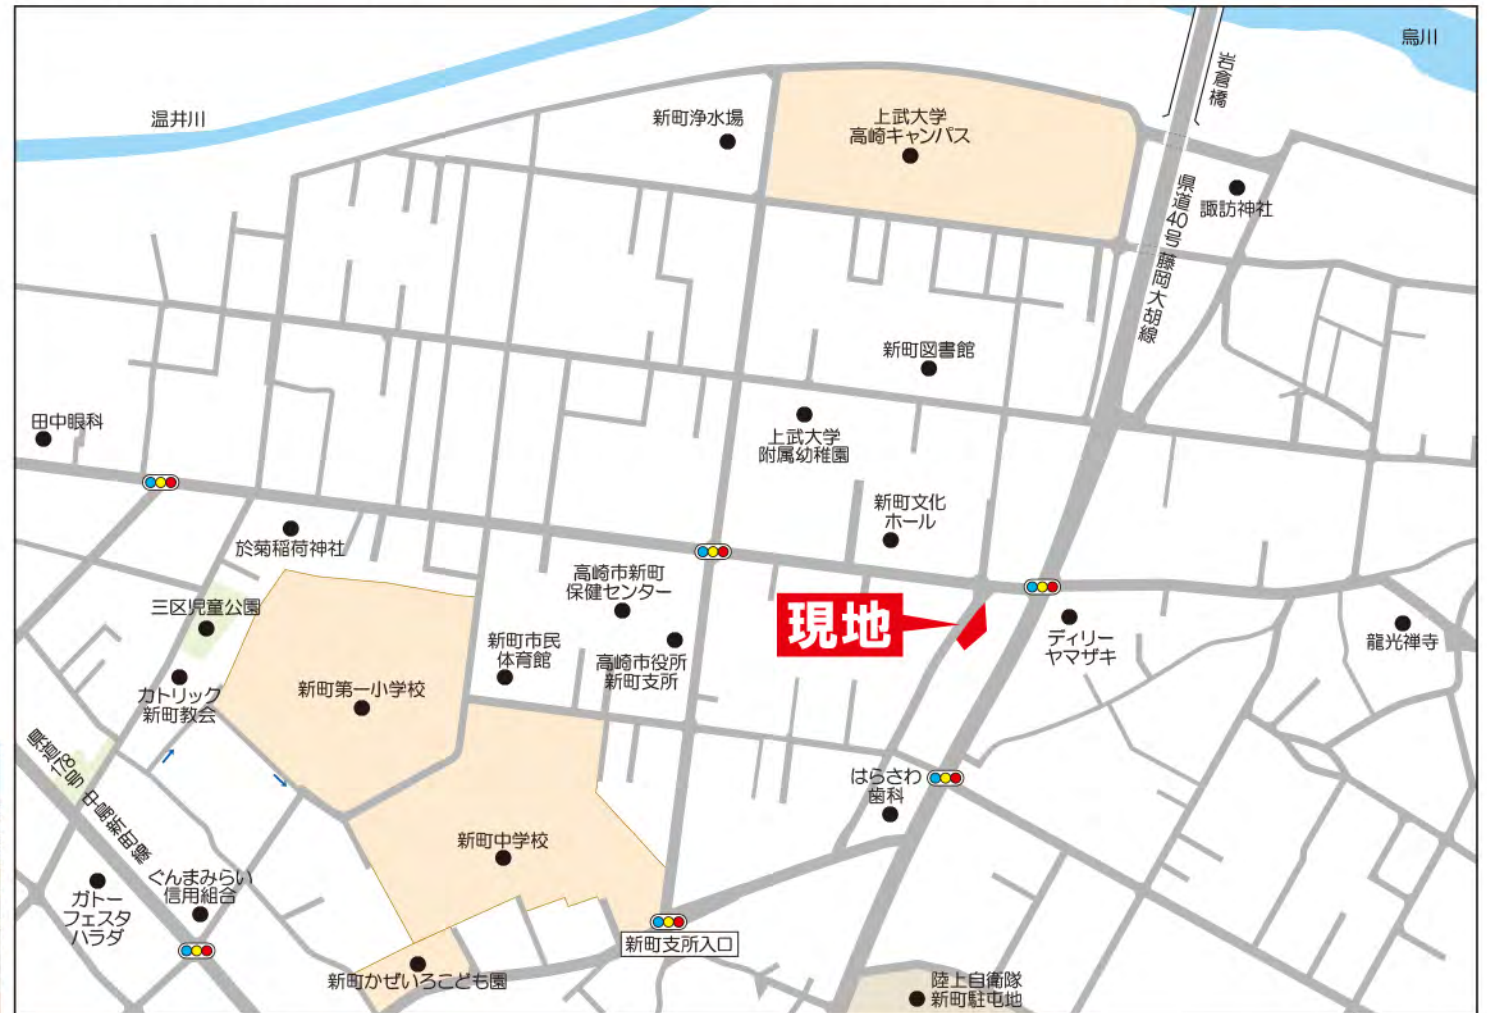 烏川
岩倉橋
温井川
新町浄水場
上武大学
高崎キャンパス
諏訪神社
県道40号 藤岡大胡線
新町図書館
上武大学
附属幼稚園
田中眼科
新町文化
ホール
於菊稲荷神社
高崎市新町
保健センター
三区児童公園
新町市民
体育館
高崎市役所
新町支所
現地
ディリー
ヤマザキ
龍光禅寺
カトリック
新町教会
新町第一小学校
県道178号 中島新町線
はらさわ
歯科
新町中学校
ぐんまみらい
信用組合
ガトー
フェスタ
ハラダ
新町支所入口
新町かぜいろこども園
陸上自衛隊
新町駐屯地